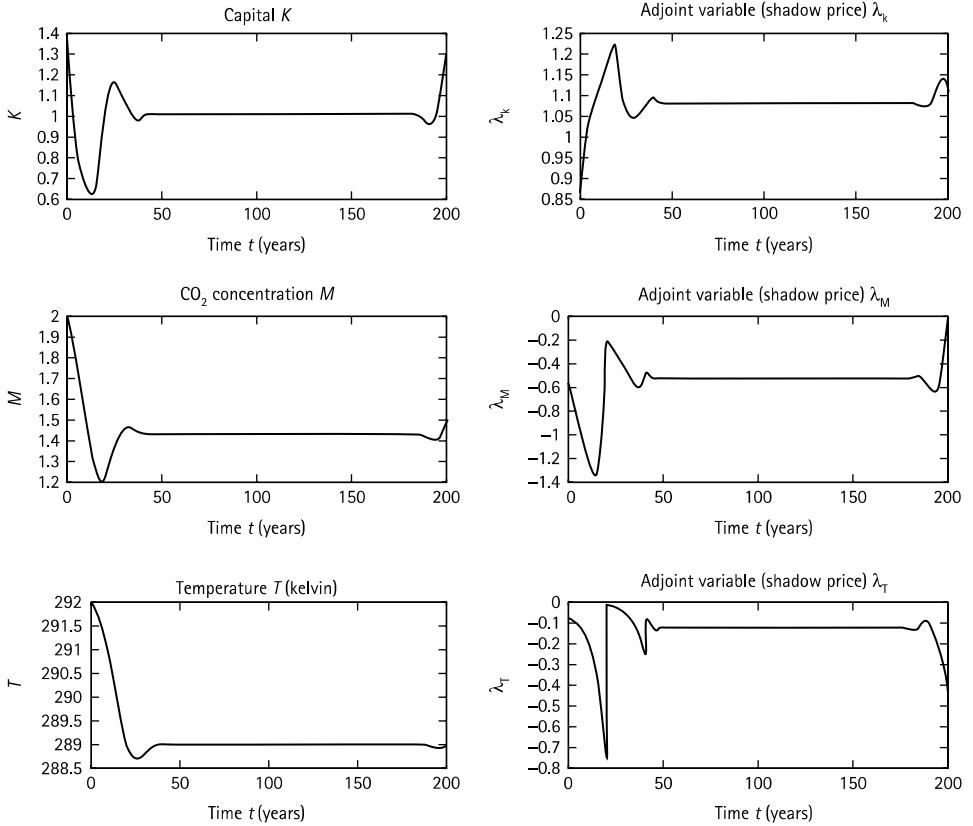 Capital K
K
1.4
1.3
1.2
1.1
1
0.9
0.8
0.7
0.6
0 50 100 150 200
Time t (years)
Adjoint variable (shadow price) λk
λk
1.25
1.2
1.15
1.1
1.05
1
0.95
0.9
0.85
0 50 100 150 200
Time t (years)
CO2 concentration M
M
2
1.9
1.8
1.7
1.6
1.5
1.4
1.3
1.2
0 50 100 150 200
Time t (years)
Adjoint variable (shadow price) λM
λM
0
−0.2
−0.4
−0.6
−0.8
−1
−1.2
−1.4
0 50 100 150 200
Time t (years)
Temperature T (kelvin)
T
292
291.5
291
290.5
290
289.5
289
288.5
0 50 100 150 200
Time t (years)
Adjoint variable (shadow price) λT
λT
0
−0.1
−0.2
−0.3
−0.4
−0.5
−0.6
−0.7
−0.8
0 50 100 150 200
Time t (years)